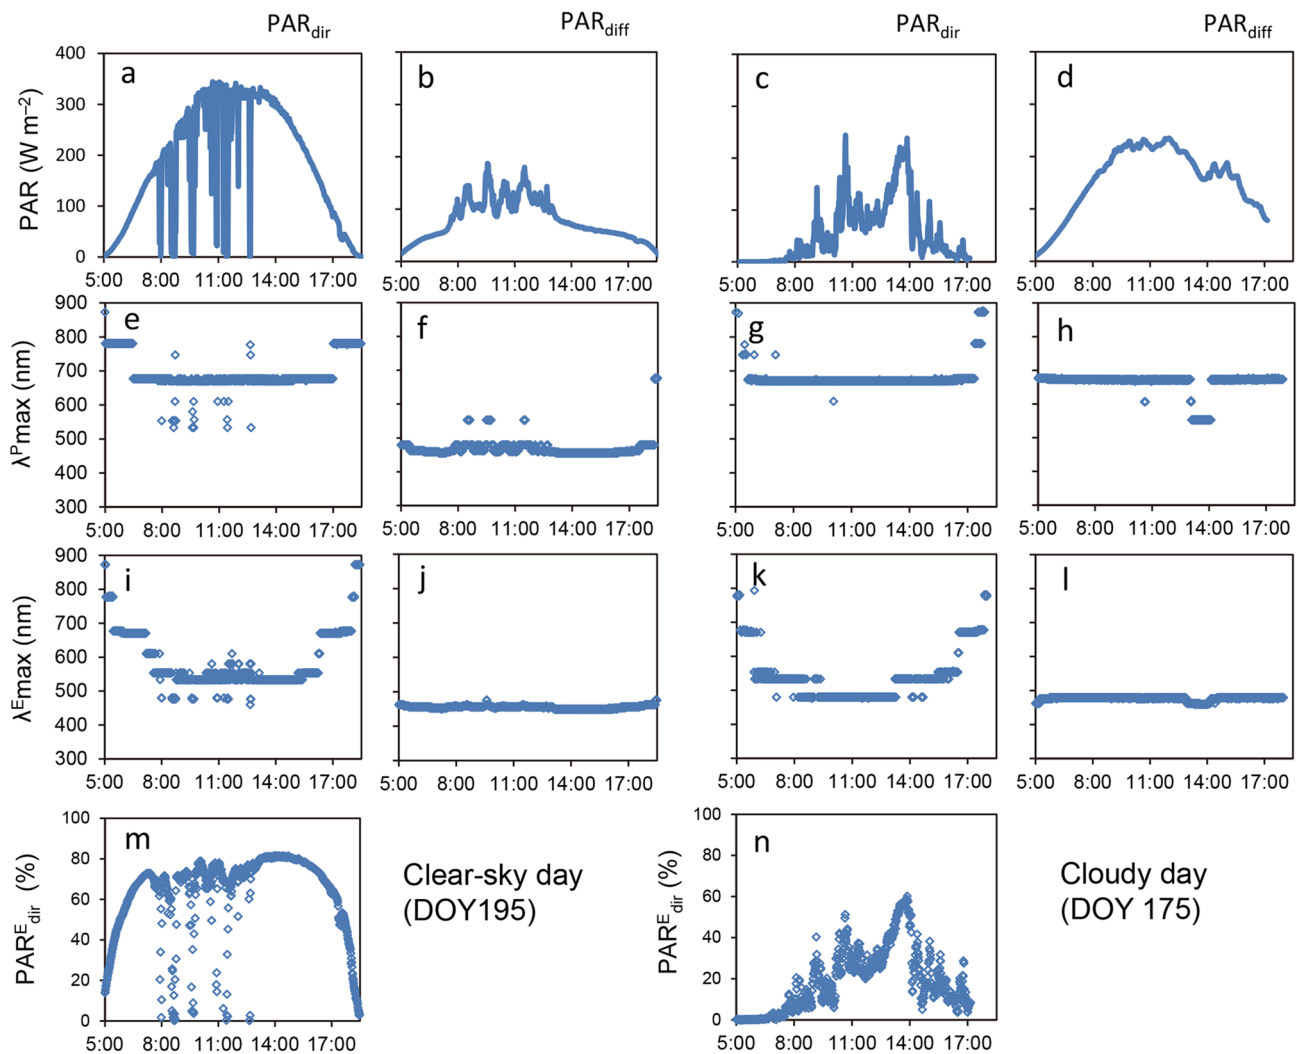 PARdir PARdiff PARdir PARdiff
PAR (W m–2)
400
300
200
100
0
a
b
c
d
5:00 8:00 11:00 14:00 17:00
5:00 8:00 11:00 14:00 17:00
5:00 8:00 11:00 14:00 17:00
5:00 8:00 11:00 14:00 17:00
λPmax (nm)
900
800
700
600
500
400
300
e
f
g
h
5:00 8:00 11:00 14:00 17:00
5:00 8:00 11:00 14:00 17:00
5:00 8:00 11:00 14:00 17:00
5:00 8:00 11:00 14:00 17:00
λEmax (nm)
900
800
700
600
500
400
300
i
j
k
l
5:00 8:00 11:00 14:00 17:00
5:00 8:00 11:00 14:00 17:00
5:00 8:00 11:00 14:00 17:00
5:00 8:00 11:00 14:00 17:00
PAREdir (%)
100
80
60
40
20
0
m
5:00 8:00 11:00 14:00 17:00
Clear-sky day
(DOY195)
PAREdir (%)
100
80
60
40
20
0
n
5:00 8:00 11:00 14:00 17:00
Cloudy day
(DOY 175)